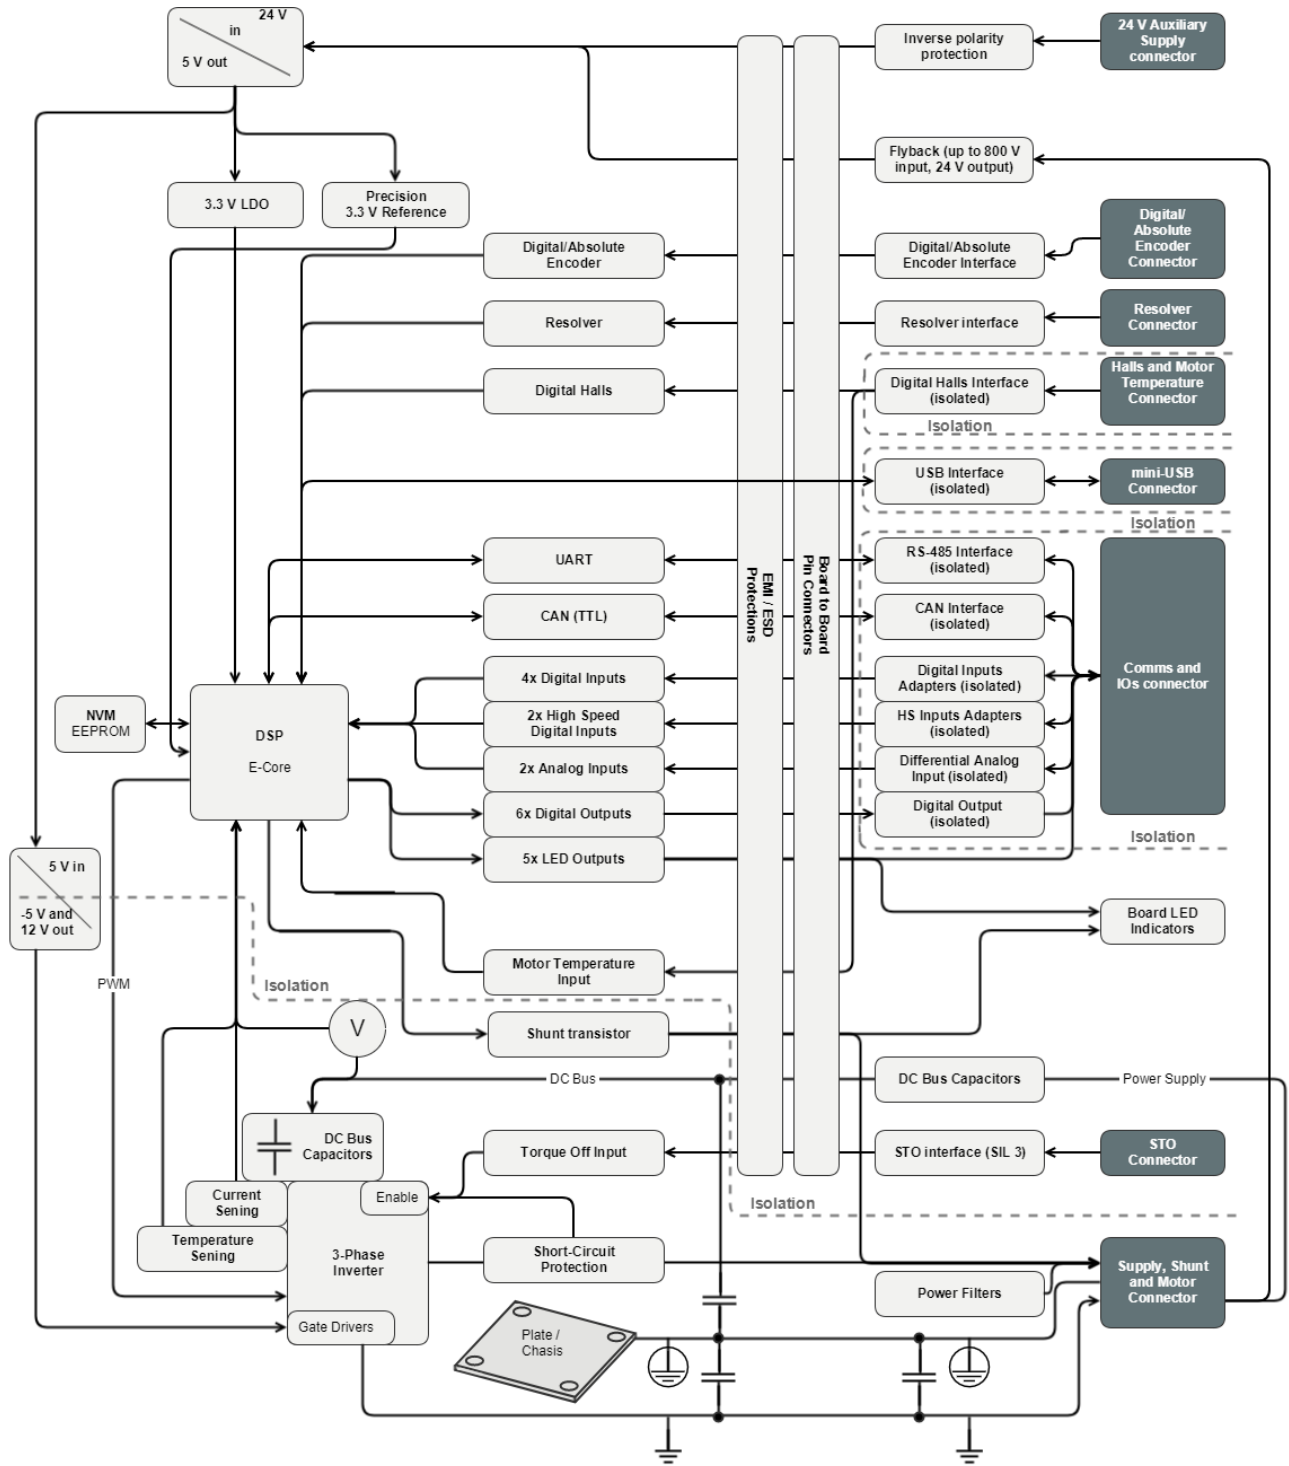 24 V
in
5 V out
Inverse polarity
protection
24 V Auxiliary
Supply
connector
Flyback (up to 800 V
input, 24 V output)
3.3 V LDO
Precision
3.3 V Reference
Digital/Absolute
Encoder
Digital/Absolute
Encoder Interface
Digital/
Absolute
Encoder
Connector
Resolver
Resolver interface
Resolver
Connector
Digital Halls
Digital Halls Interface
(isolated)
Halls and Motor
Temperature
Connector
Isolation
USB Interface
(isolated)
mini-USB
Connector
Isolation
UART
RS-485 Interface
(isolated)
CAN (TTL)
CAN Interface
(isolated)
EMI / ESD
Protections
Board to Board
Pin Connectors
4x Digital Inputs
Digital Inputs
Adapters (isolated)
Comms and
IOs connector
NVM
EEPROM
DSP
E-Core
2x High Speed
Digital Inputs
HS Inputs Adapters
(isolated)
2x Analog Inputs
Differential Analog
Input (isolated)
6x Digital Outputs
Digital Output
(isolated)
Isolation
5x LED Outputs
5 V in
-5 V and
12 V out
Board LED
Indicators
Motor Temperature
Input
PWM
Isolation
V
Shunt transistor
DC Bus
DC Bus Capacitors
Power Supply
DC Bus
Capacitors
Torque Off Input
STO interface (SIL 3)
STO
Connector
Current
Sening
Enable
Isolation
Temperature
Sening
3-Phase
Inverter
Short-Circuit
Protection
Supply, Shunt
and Motor
Connector
Power Filters
Gate Drivers
Plate /
Chasis